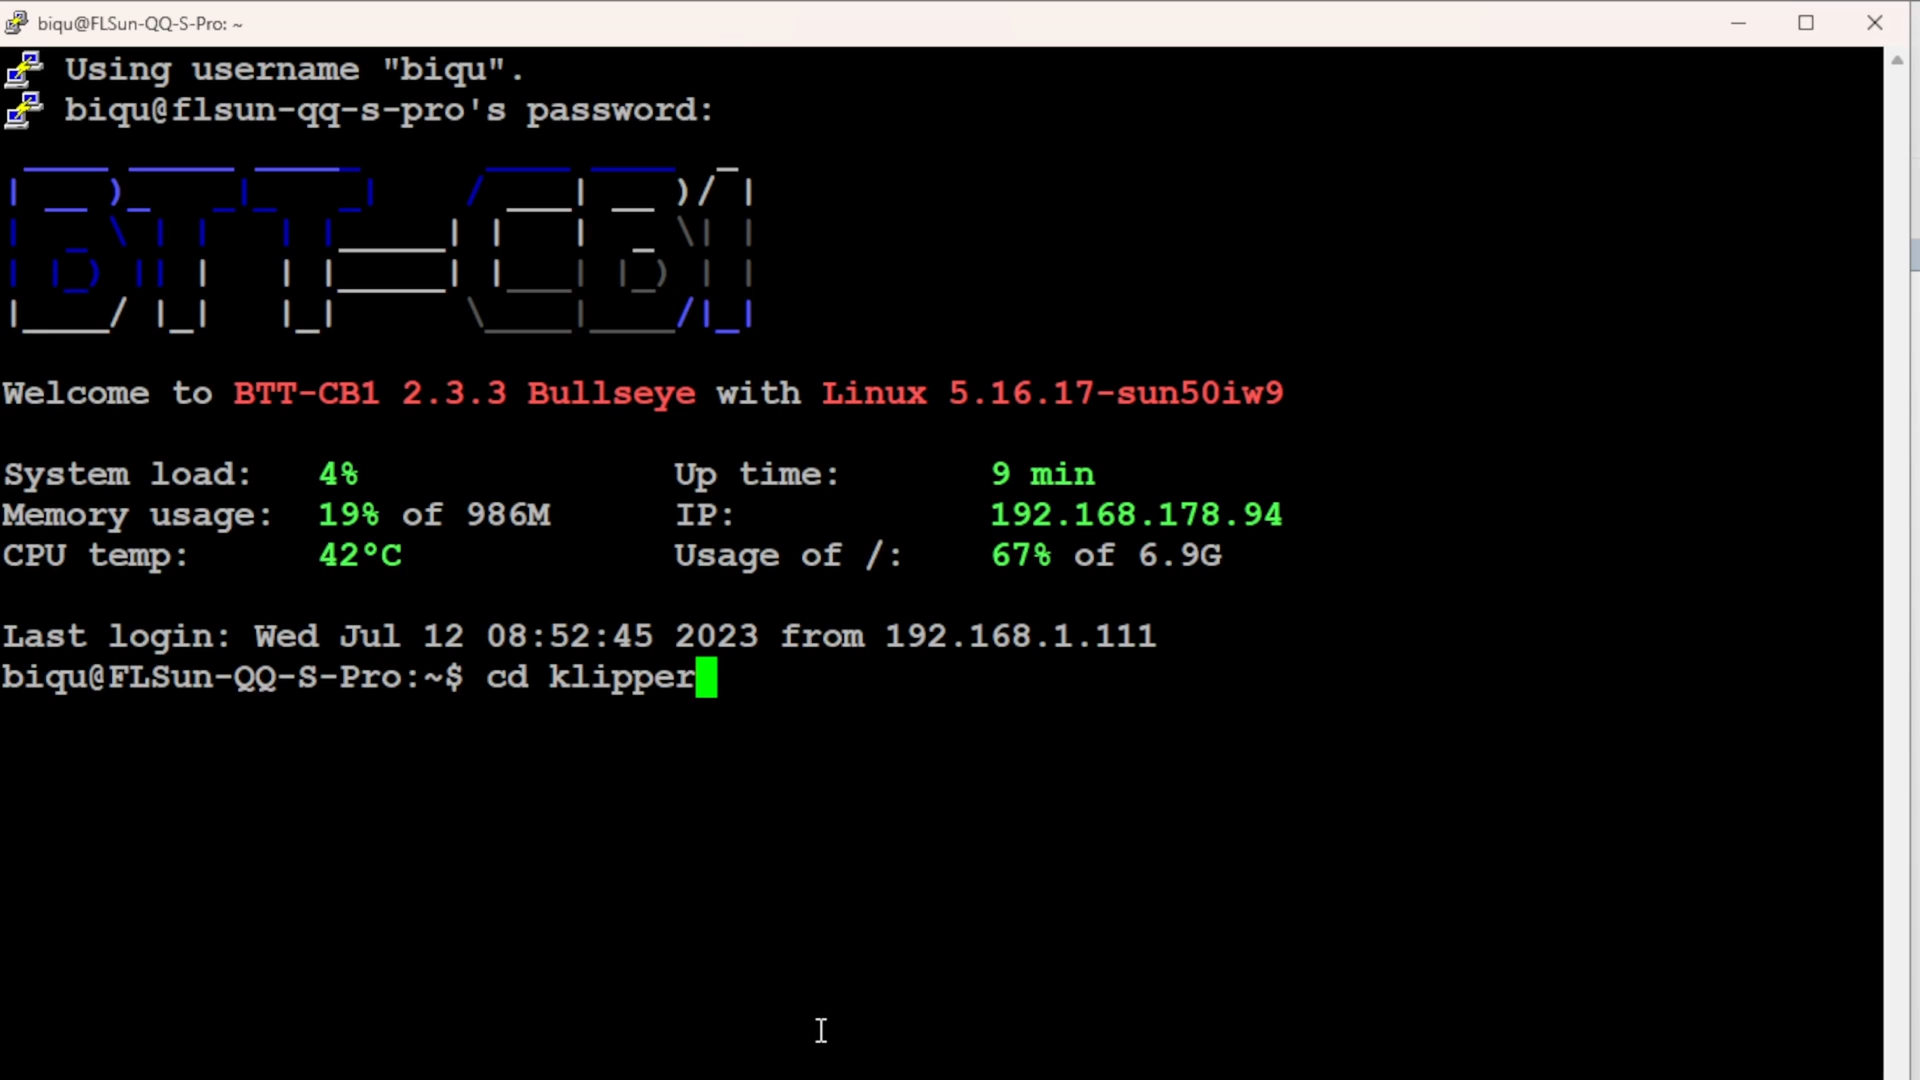 biqu@FLSun-QQ-S-Pro: ~
Using username "biqu".
biqu@flsun-qq-s-pro's password:
BTT-CB1
Welcome to BTT-CB1 2.3.3 Bullseye with Linux 5.16.17-sun50iw9
System load: 4% Up time: 9 min
Memory usage: 19% of 986M IP: 192.168.178.94
CPU temp: 42°C Usage of /: 67% of 6.9G
Last login: Wed Jul 12 08:52:45 2023 from 192.168.1.111
biqu@FLSun-QQ-S-Pro:~$ cd klipper